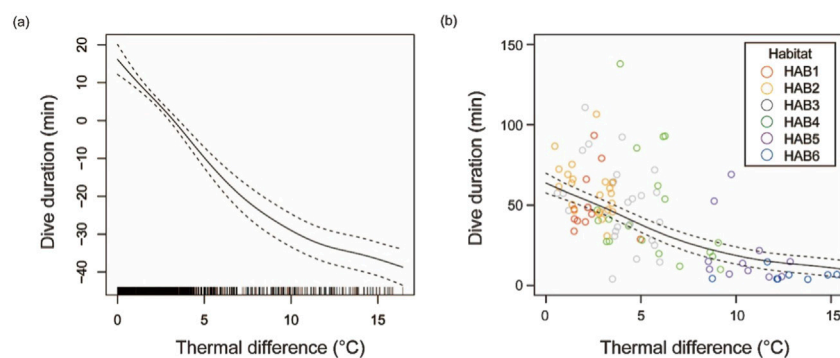 (a)
Dive duration (min)
20
10
0
−10
−20
−30
−40
0
5
10
15
Thermal difference (°C)
(b)
Dive duration (min)
150
100
50
0
Habitat
HAB1
HAB2
HAB3
HAB4
HAB5
HAB6
0
5
10
15
Thermal difference (°C)